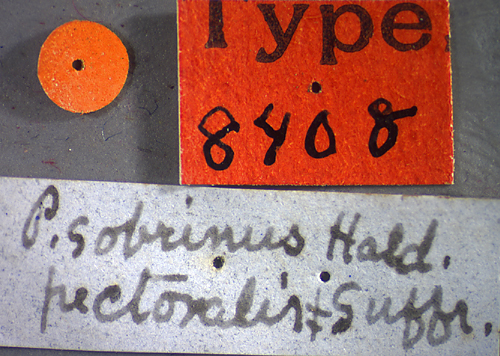 Type
8408
P. sobrinus Hald.
pectoralis ‡ Suffr.